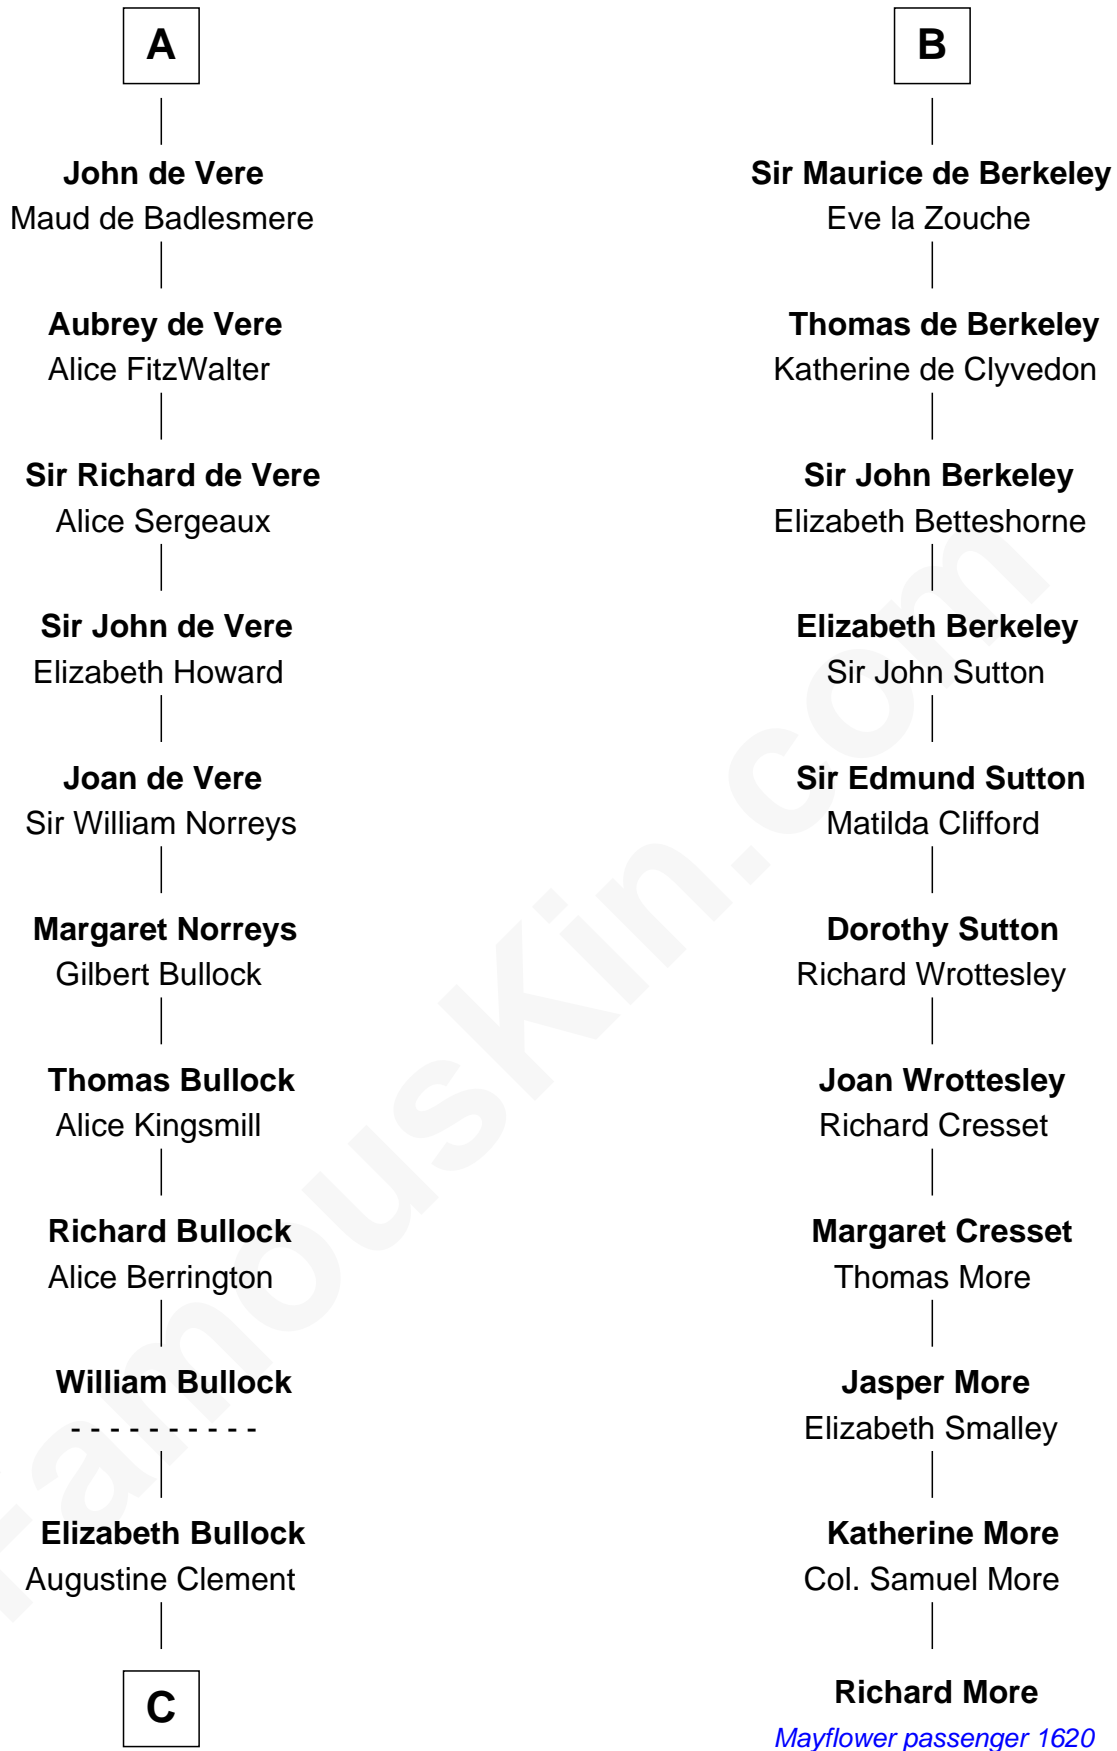 A
John de Vere
Maud de Badlesmere
Aubrey de Vere
Alice FitzWalter
Sir Richard de Vere
Alice Sergeaux
Sir John de Vere
Elizabeth Howard
Joan de Vere
Sir William Norreys
Margaret Norreys
Gilbert Bullock
Thomas Bullock
Alice Kingsmill
Richard Bullock
Alice Berrington
William Bullock
- - - - - - - - - -
Elizabeth Bullock
Augustine Clement
C
B
Sir Maurice de Berkeley
Eve la Zouche
Thomas de Berkeley
Katherine de Clyvedon
Sir John Berkeley
Elizabeth Betteshorne
Elizabeth Berkeley
Sir John Sutton
Sir Edmund Sutton
Matilda Clifford
Dorothy Sutton
Richard Wrottesley
Joan Wrottesley
Richard Cresset
Margaret Cresset
Thomas More
Jasper More
Elizabeth Smalley
Katherine More
Col. Samuel More
Richard More
Mayflower passenger 1620
FamousKin.com